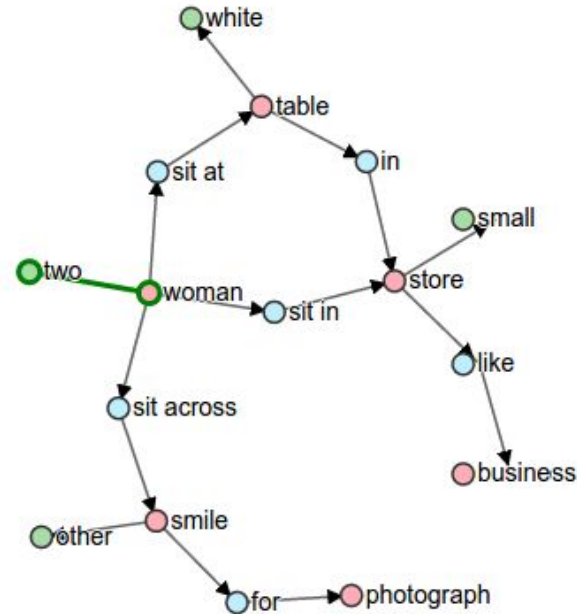 white
table
sit at
in
small
two
woman
store
sit in
like
sit across
business
smile
other
for
photograph